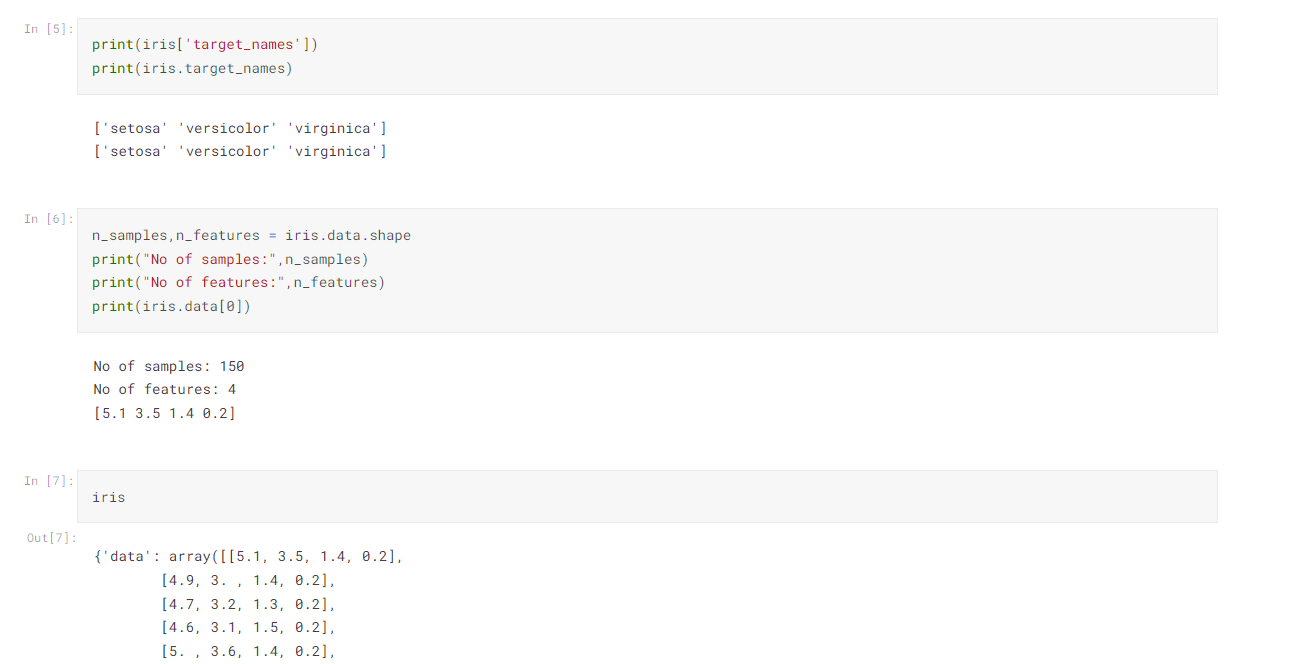 In [5]:
print(iris['target_names'])
print(iris.target_names)
['setosa' 'versicolor' 'virginica']
['setosa' 'versicolor' 'virginica']
In [6]:
n_samples,n_features = iris.data.shape
print("No of samples:",n_samples)
print("No of features:",n_features)
print(iris.data[0])
No of samples: 150
No of features: 4
[5.1 3.5 1.4 0.2]
In [7]:
iris
Out[7]:
{'data': array([[5.1, 3.5, 1.4, 0.2],
        [4.9, 3. , 1.4, 0.2],
        [4.7, 3.2, 1.3, 0.2],
        [4.6, 3.1, 1.5, 0.2],
        [5. , 3.6, 1.4, 0.2],